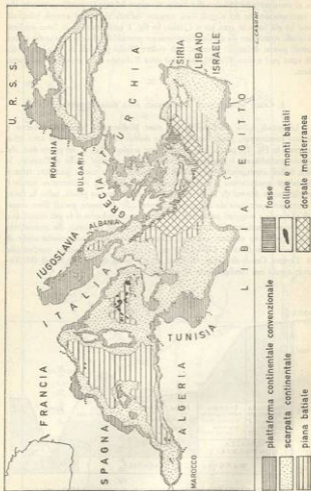 U. R. S. S.
ROMANIA
BULGARIA
FRANCIA
IUGOSLAVIA
ITALIA
ALBANIA
GRECIA
TURCHIA
SPAGNA
SIRIA
LIBANO
ISRAELE
MAROCCO
ALGERIA
TUNISIA
LIBIA
EGITTO
piattaforma continentale convenzionale
scarpata continentale
piana batiale
fosse
colline e monti batiali
dorsale mediterranea